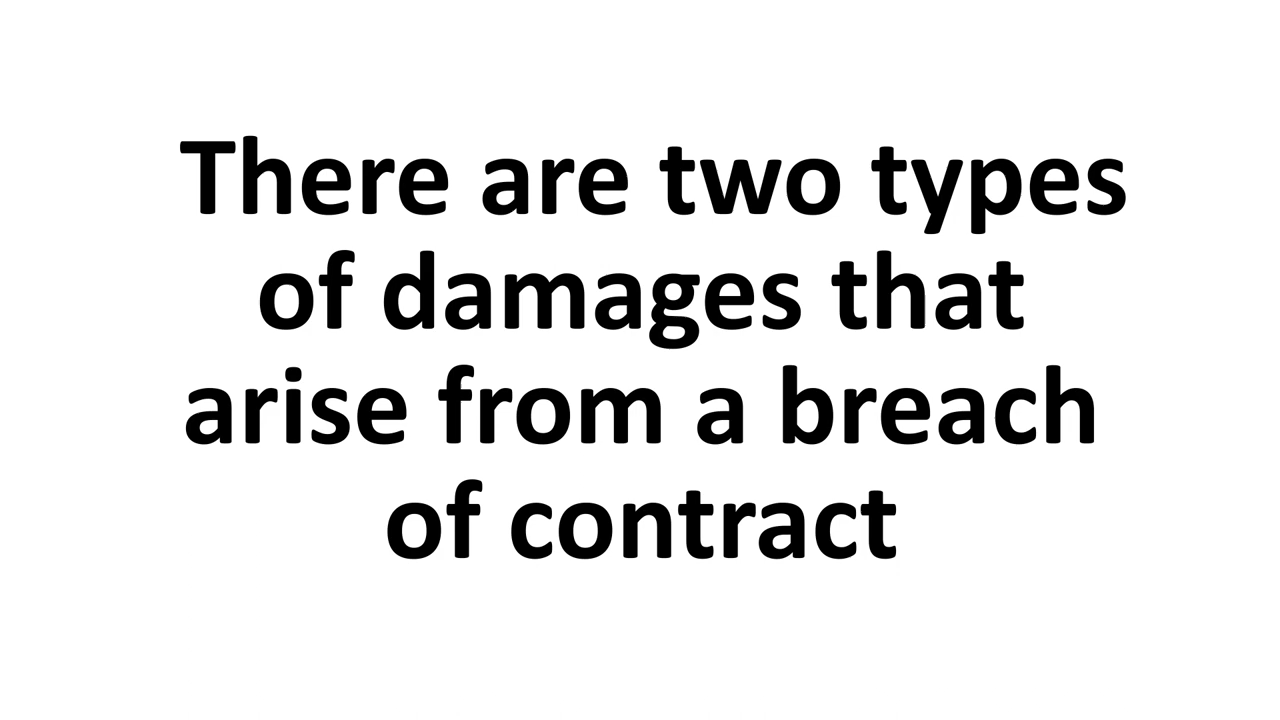 There are two types
of damages that
arise from a breach
of contract